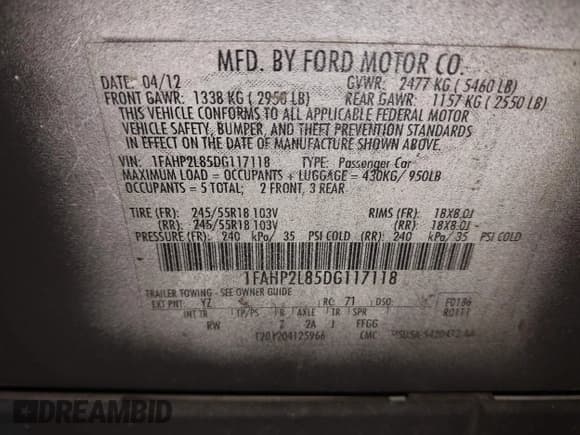 MFD. BY FORD MOTOR CO.
DATE: 04/12 GVWR: 2477 KG ( 5460 LB)
FRONT GAWR: 1338 KG ( 2950 LB) REAR GAWR: 1157 KG ( 2550 LB)
THIS VEHICLE CONFORMS TO ALL APPLICABLE FEDERAL MOTOR
VEHICLE SAFETY, BUMPER, AND THEFT PREVENTION STANDARDS
IN EFFECT ON THE DATE OF MANUFACTURE SHOWN ABOVE.
VIN: 1FAHP2L85DG117118 TYPE: Passenger Car
MAXIMUM LOAD = OCCUPANTS + LUGGAGE = 430KG/ 950LB
OCCUPANTS = 5 TOTAL; 2 FRONT, 3 REAR
TIRE (FR): 245/55R18 103V RIMS (FR): 18X8.0J
(RR): 245/55R18 103V (RR): 18X8.0J
PRESSURE (FR): 240 kPa/ 35 PSI COLD (RR): 240 kPa/ 35 PSI COLD
1FAHP2L85DG117118
TRAILER TOWING - SEE OWNER GUIDE
EXT PNT: YZ RC: 71 DSO: F0186
INT TR TP/PS R AXLE TR SPR R0111
RW 2 2A J FFGG
CMC
DREAMBID